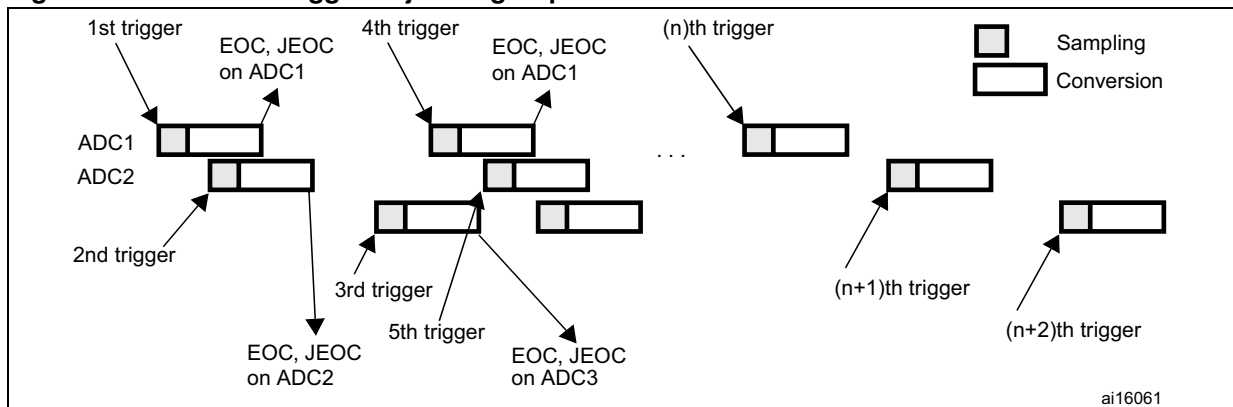 1st trigger
EOC, JEOC
on ADC1
4th trigger
EOC, JEOC
on ADC1
(n)th trigger
Sampling
Conversion
ADC1
ADC2
. . .
2nd trigger
3rd trigger
5th trigger
(n+1)th trigger
(n+2)th trigger
EOC, JEOC
on ADC2
EOC, JEOC
on ADC3
ai16061